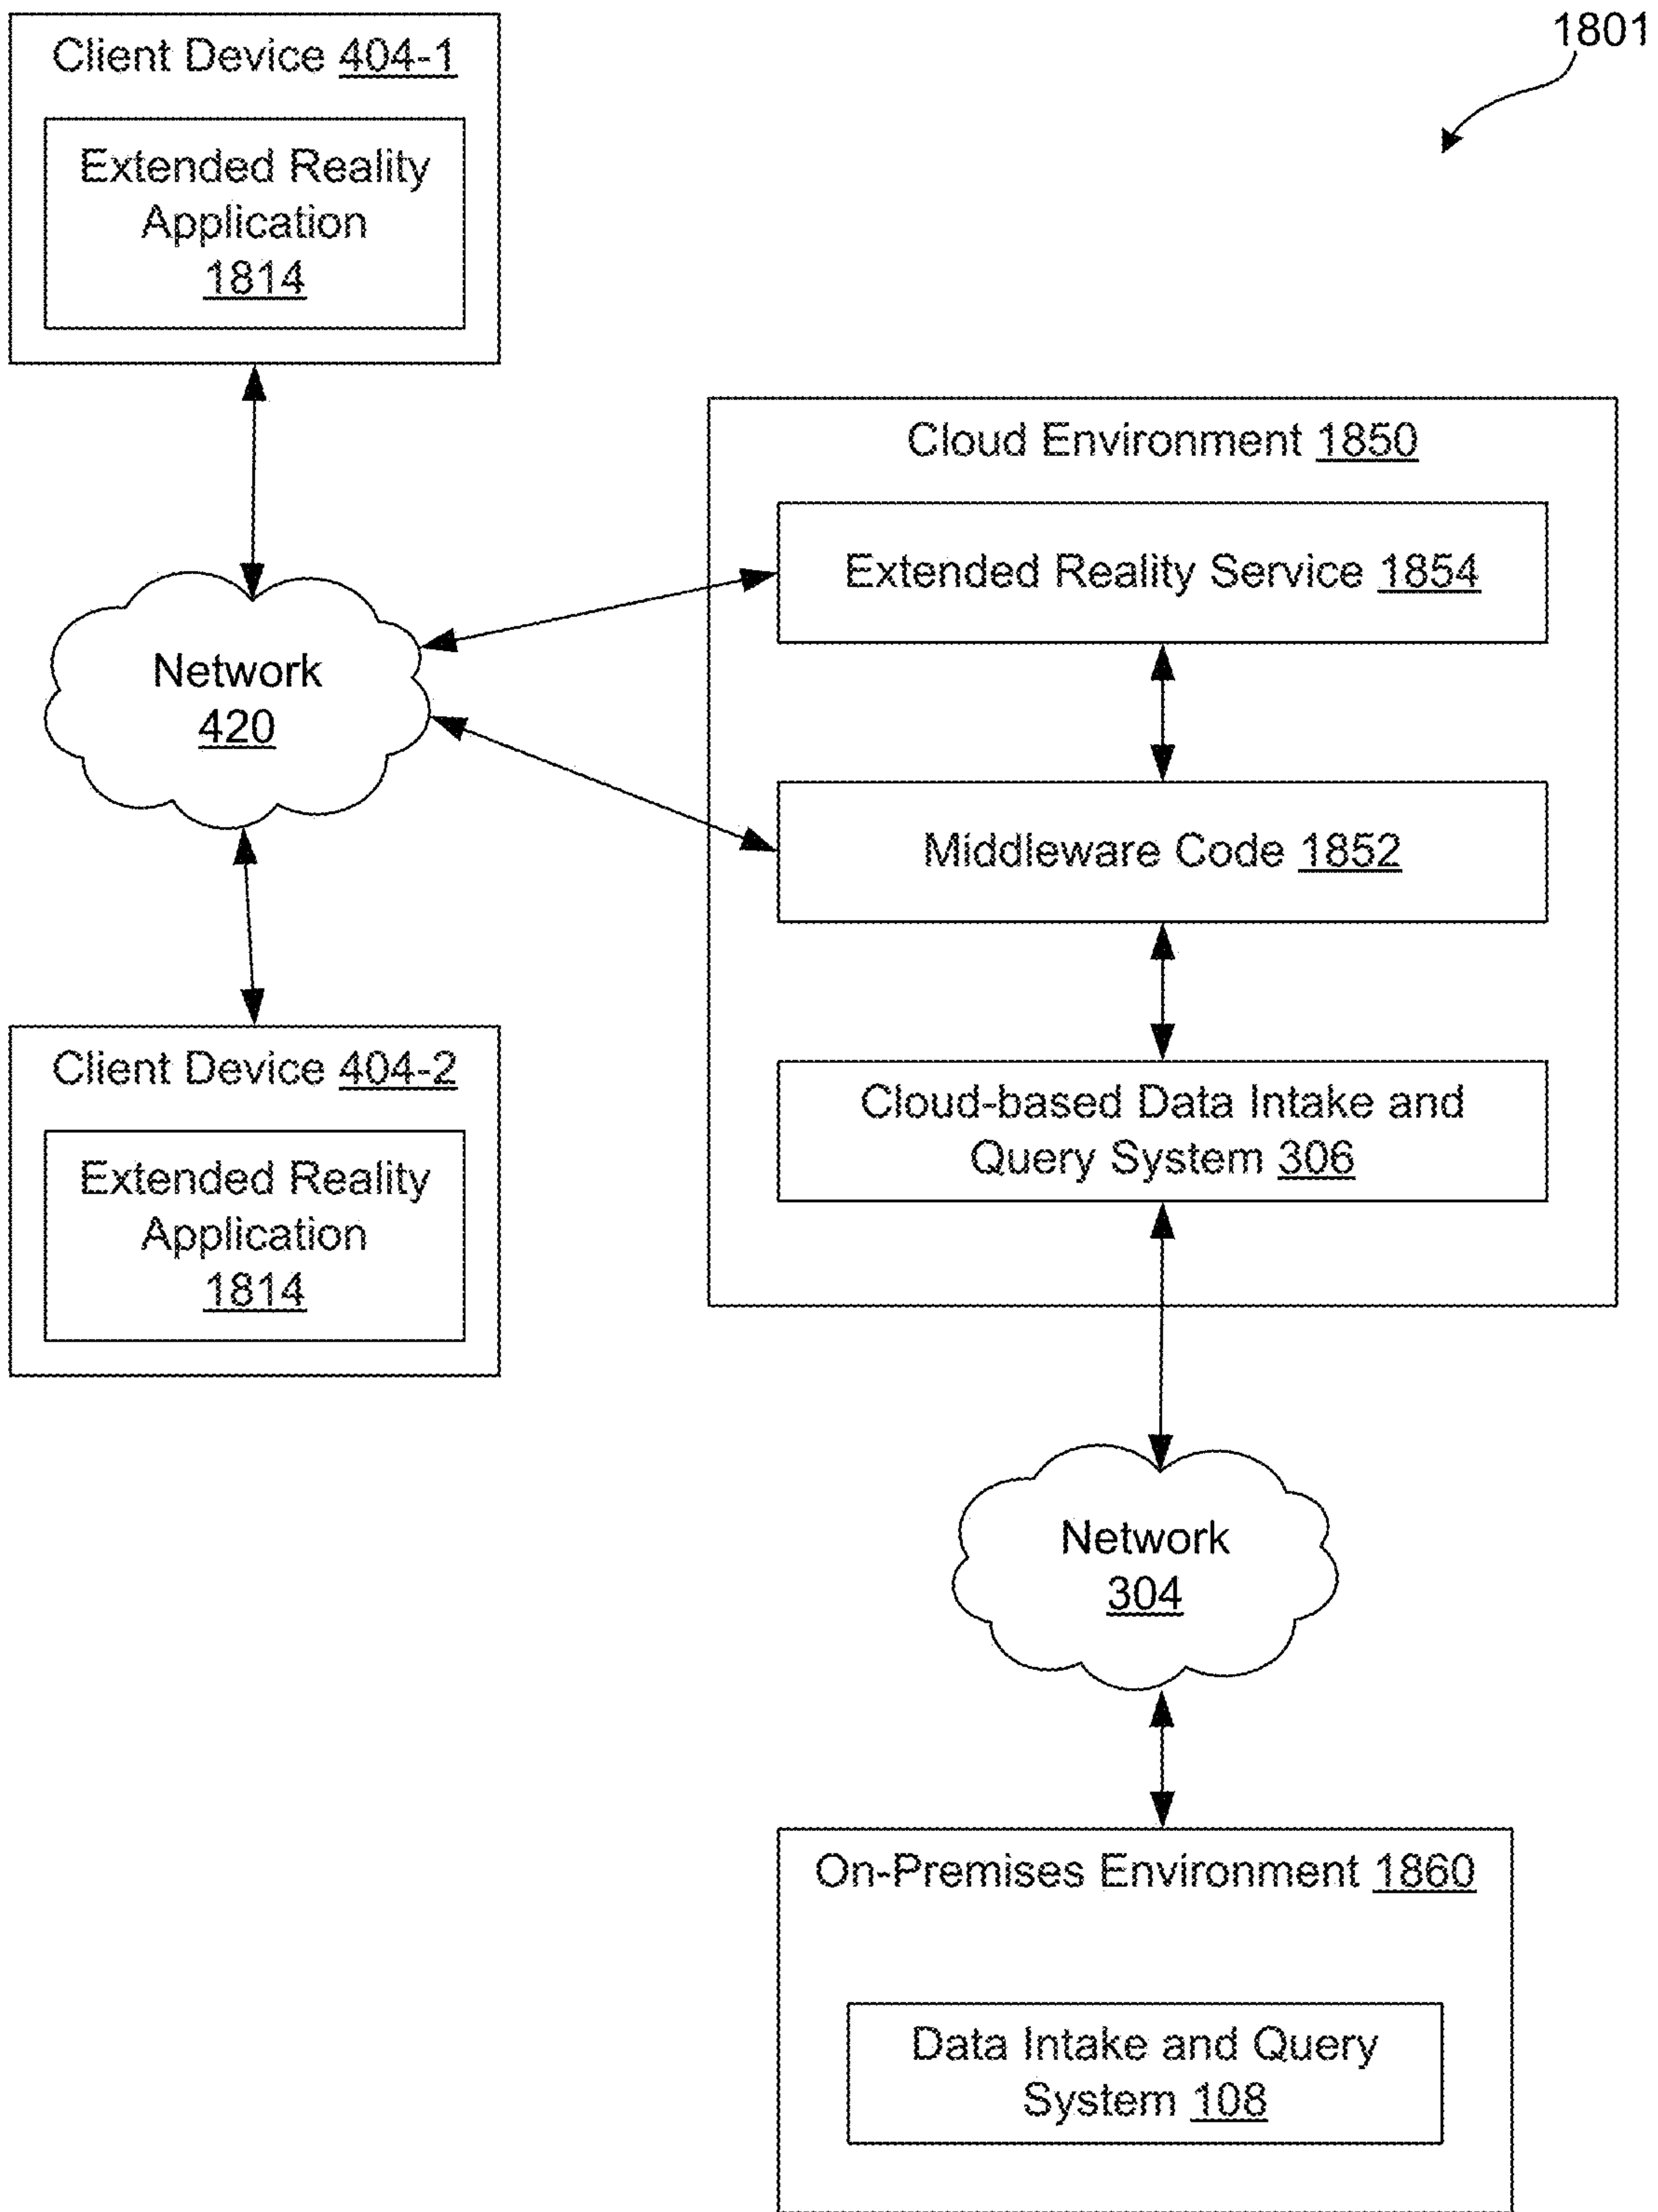 1801
Client Device 404-1
Extended Reality
Application
1814
Cloud Environment 1850
Extended Reality Service 1854
Network
420
Middleware Code 1852
Client Device 404-2
Extended Reality
Application
1814
Cloud-based Data Intake and
Query System 306
Network
304
On-Premises Environment 1860
Data Intake and Query
System 108